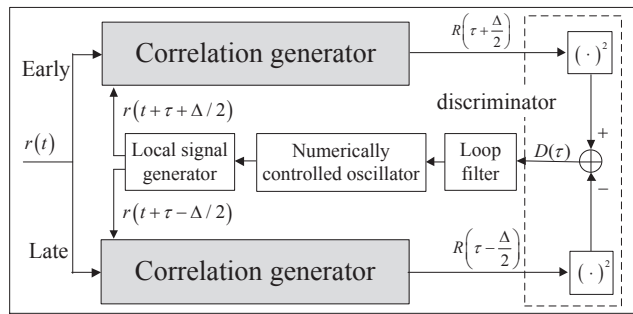 Correlation generator
R(τ+Δ/2)
(·)²
Early
r(t+τ+Δ/2)
discriminator
r(t)
Local signal generator
Numerically controlled oscillator
Loop filter
D(τ)
+
−
r(t+τ−Δ/2)
Late
Correlation generator
R(τ−Δ/2)
(·)²